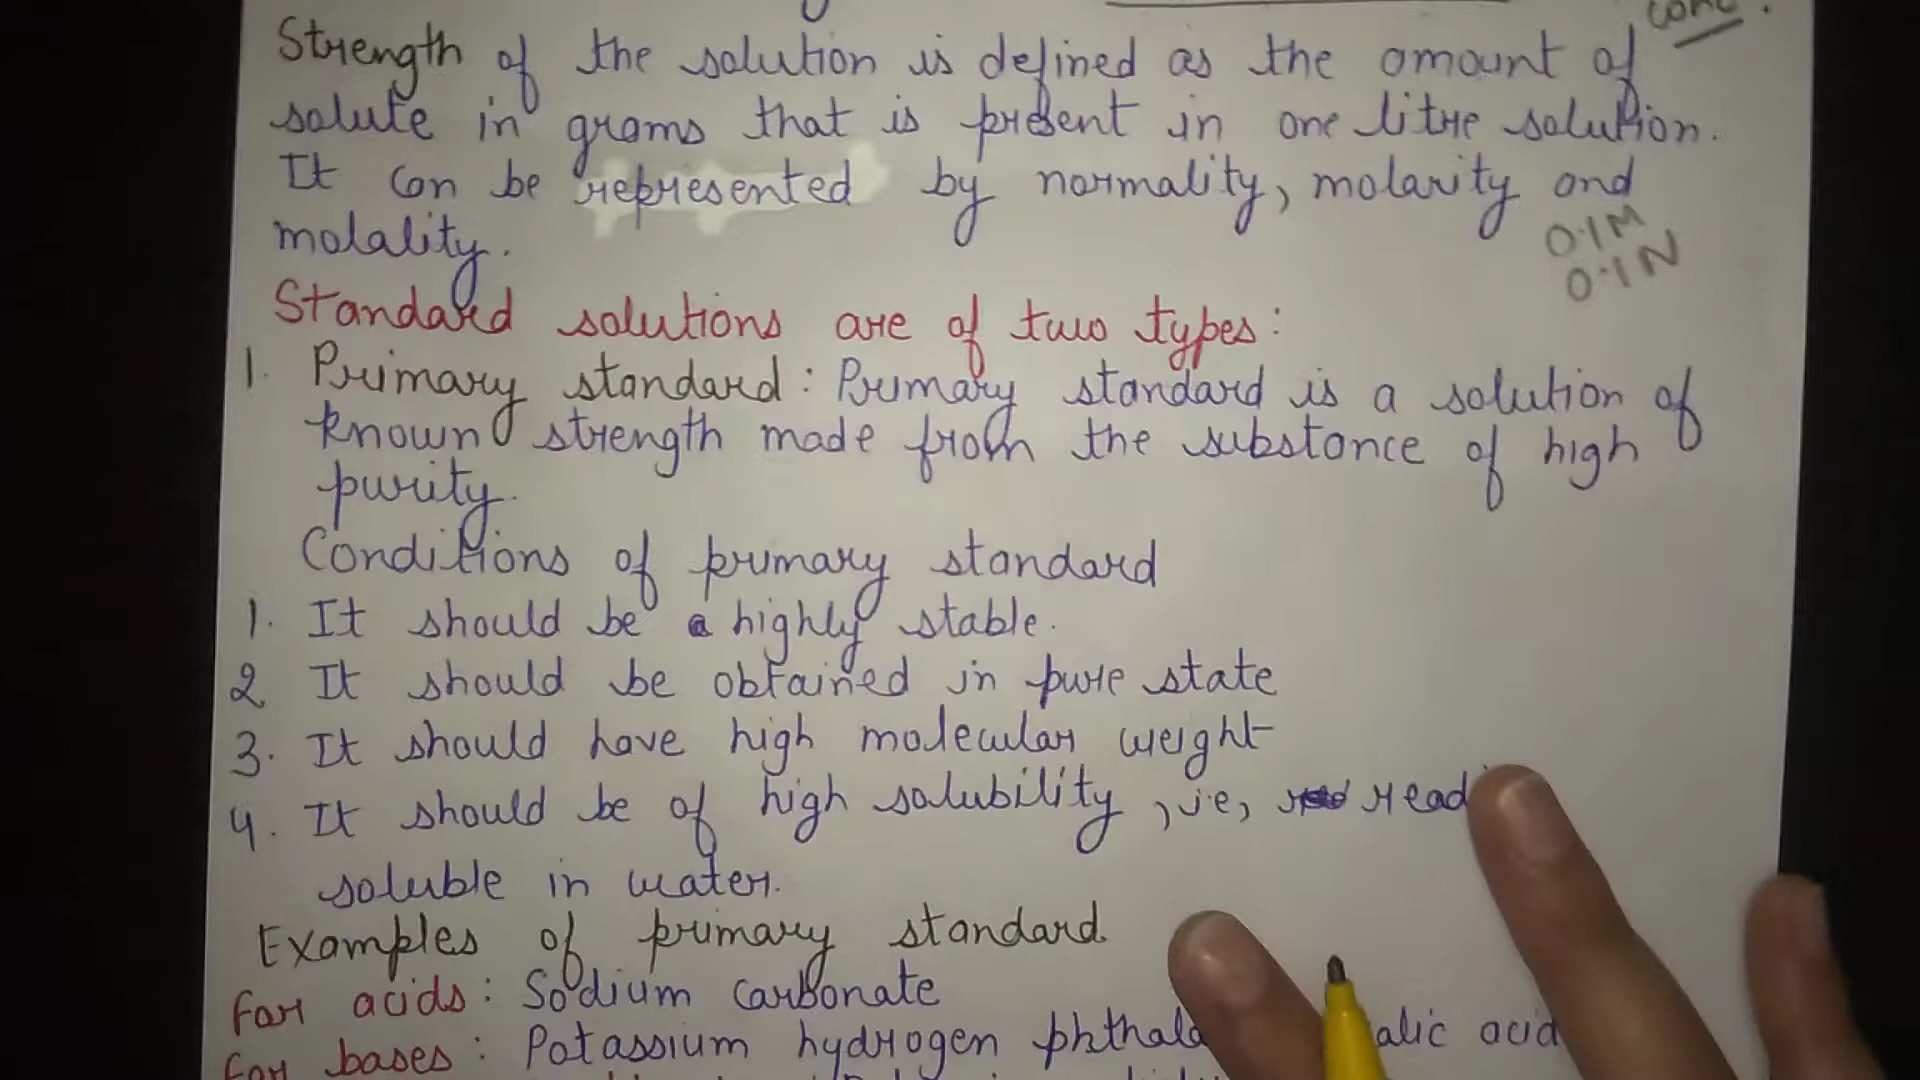 conc.
Strength of the solution is defined as the amount of
solute in grams that is present in one litre solution.
It can be represented by normality, molarity and
molality.
0.1M
0.1N
Standard solutions are of two types:
1. Primary standard: Primary standard is a solution of
known strength made from the substance of high
purity.
Conditions of primary standard
1. It should be a highly stable.
2 It should be obtained in pure state
3. It should have high molecular weight
4. It should be of high solubility, ie, read
soluble in water.
Examples of primary standard
for acids: Sodium carbonate
for bases: Potassium hydrogen phthala alic acid